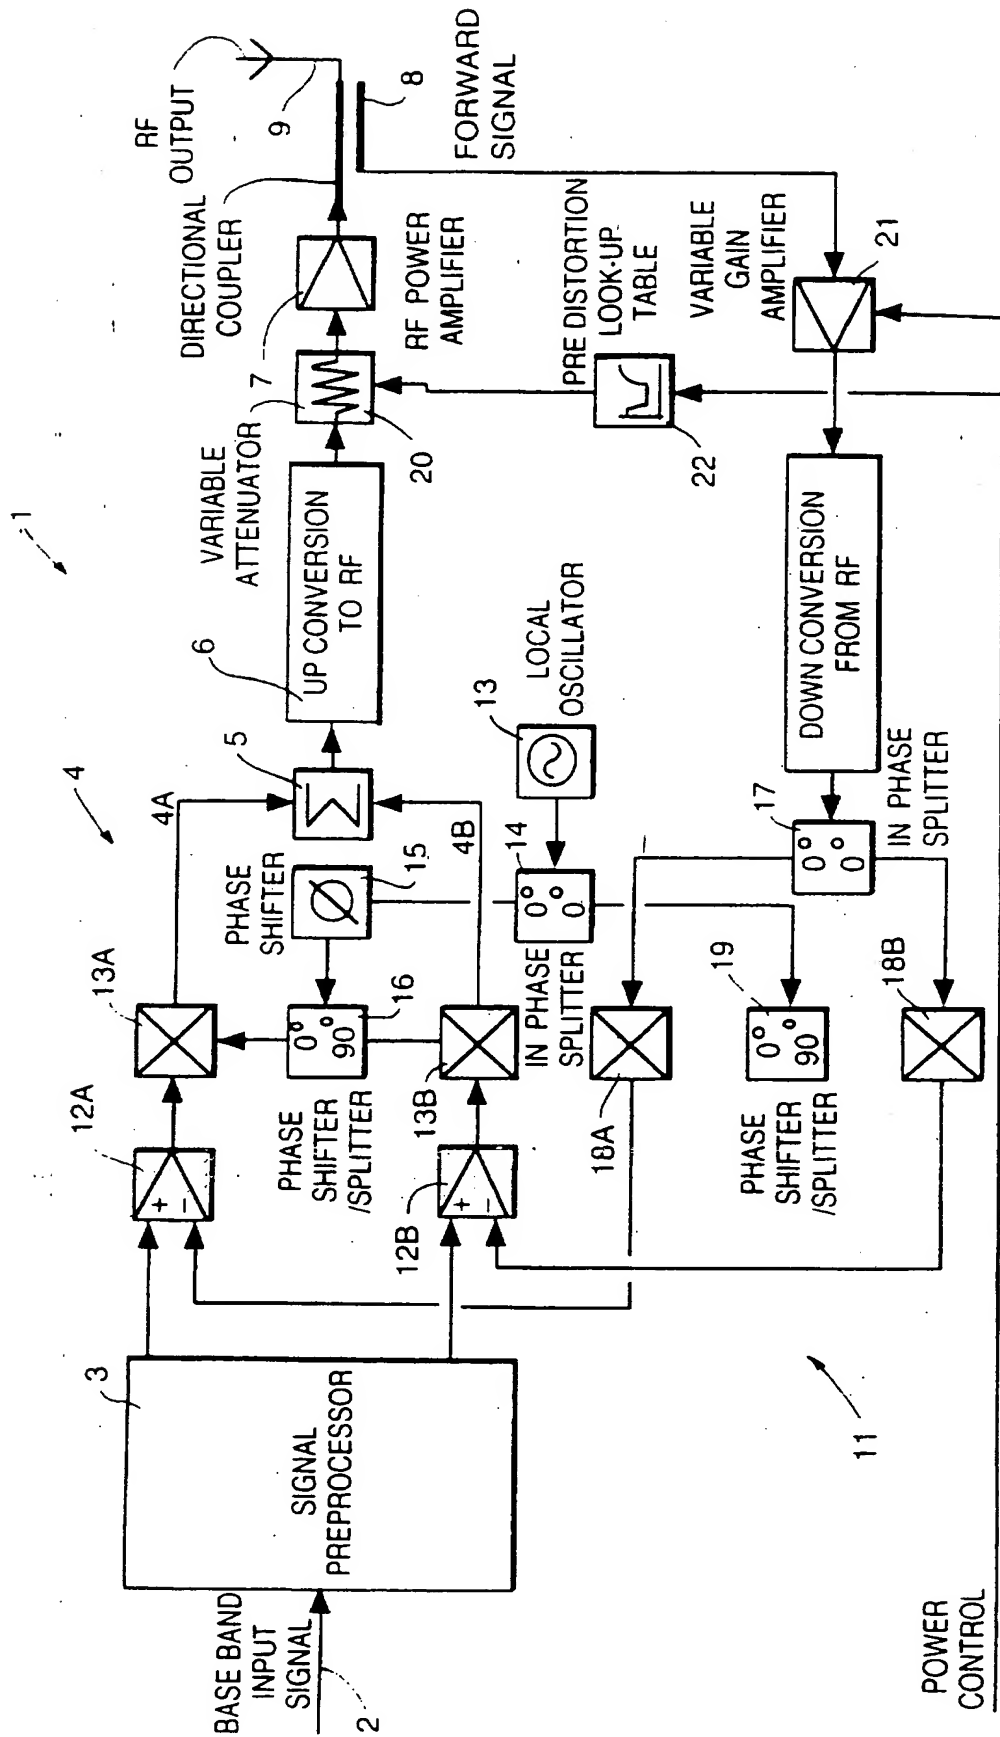 1
4
RF
OUTPUT
9
DIRECTIONAL
COUPLER
8
FORWARD
SIGNAL
7
RF POWER
AMPLIFIER
VARIABLE
ATTENUATOR
20
PRE DISTORTION
LOOK-UP
TABLE
22
VARIABLE
GAIN
AMPLIFIER
21
6
UP CONVERSION
TO RF
5
Σ
4A
4B
LOCAL
OSCILLATOR
13
14
0°
0
IN PHASE
SPLITTER
PHASE
SHIFTER
15
13A
16
0°
90°
PHASE
SHIFTER
/SPLITTER
13B
12A
+
−
12B
+
−
DOWN CONVERSION
FROM RF
17
0°
0
IN PHASE
SPLITTER
18A
19
0°
90°
PHASE
SHIFTER
/SPLITTER
18B
3
SIGNAL
PREPROCESSOR
BASE BAND
INPUT
SIGNAL
2
11
POWER
CONTROL